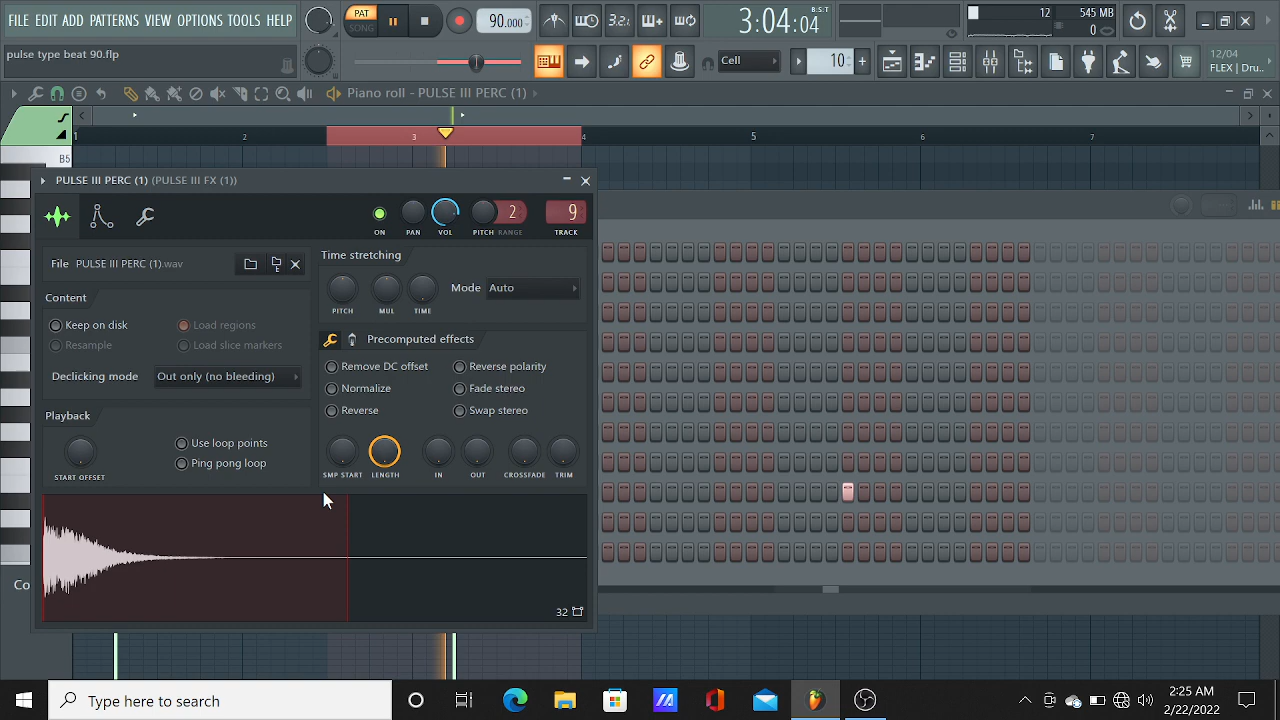 FILE EDIT ADD PATTERNS VIEW OPTIONS TOOLS HELP
PAT
SONG
90.000
3.2.
3:04:04
B:S:T
12
545 MB
0
pulse type beat 90.flp
Cell
10
12/04
FLEX | Dru..
Piano roll - PULSE III PERC (1)
1 2 3 4 5 6 7
B5
PULSE III PERC (1) (PULSE III FX (1))
2
9
ON PAN VOL PITCH RANGE TRACK
File PULSE III PERC (1).wav
Time stretching
Mode Auto
PITCH MUL TIME
Content
Keep on disk
Load regions
Resample
Load slice markers
Declicking mode Out only (no bleeding)
Precomputed effects
Remove DC offset
Reverse polarity
Normalize
Fade stereo
Reverse
Swap stereo
Playback
Use loop points
Ping pong loop
START OFFSET
SMP START LENGTH IN OUT CROSSFADE TRIM
32
Co
Type here to search
2:25 AM
2/22/2022